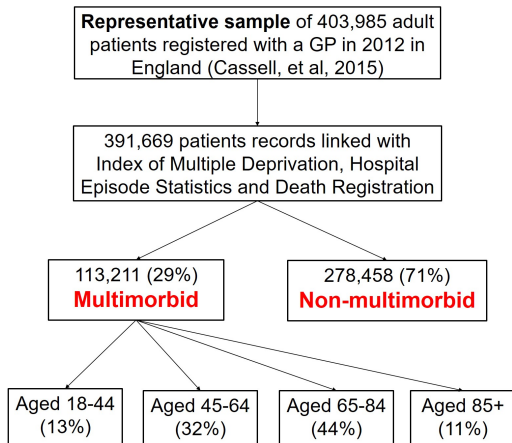 Representative sample of 403,985 adult
patients registered with a GP in 2012 in
England (Cassell, et al, 2015)
391,669 patients records linked with
Index of Multiple Deprivation, Hospital
Episode Statistics and Death Registration
113,211 (29%)
Multimorbid
278,458 (71%)
Non-multimorbid
Aged 18-44
(13%)
Aged 45-64
(32%)
Aged 65-84
(44%)
Aged 85+
(11%)